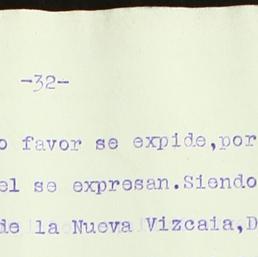 -32-
o favor se expide,por
el se expresan.Siendo
de la Nueva Vizcaia,D